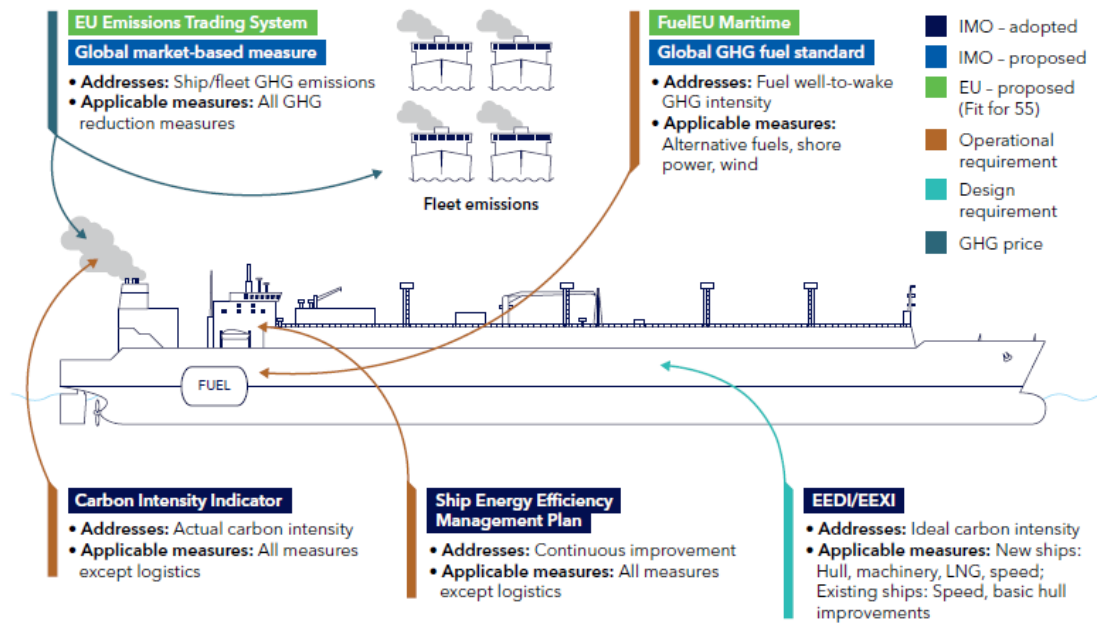 EU Emissions Trading System
Global market-based measure
• Addresses: Ship/fleet GHG emissions
• Applicable measures: All GHG
reduction measures
Fleet emissions
FuelEU Maritime
Global GHG fuel standard
• Addresses: Fuel well-to-wake
GHG intensity
• Applicable measures:
Alternative fuels, shore
power, wind
IMO – adopted
IMO – proposed
EU – proposed
(Fit for 55)
Operational
requirement
Design
requirement
GHG price
FUEL
Carbon Intensity Indicator
• Addresses: Actual carbon intensity
• Applicable measures: All measures
except logistics
Ship Energy Efficiency
Management Plan
• Addresses: Continuous improvement
• Applicable measures: All measures
except logistics
EEDI/EEXI
• Addresses: Ideal carbon intensity
• Applicable measures: New ships:
Hull, machinery, LNG, speed;
Existing ships: Speed, basic hull
improvements